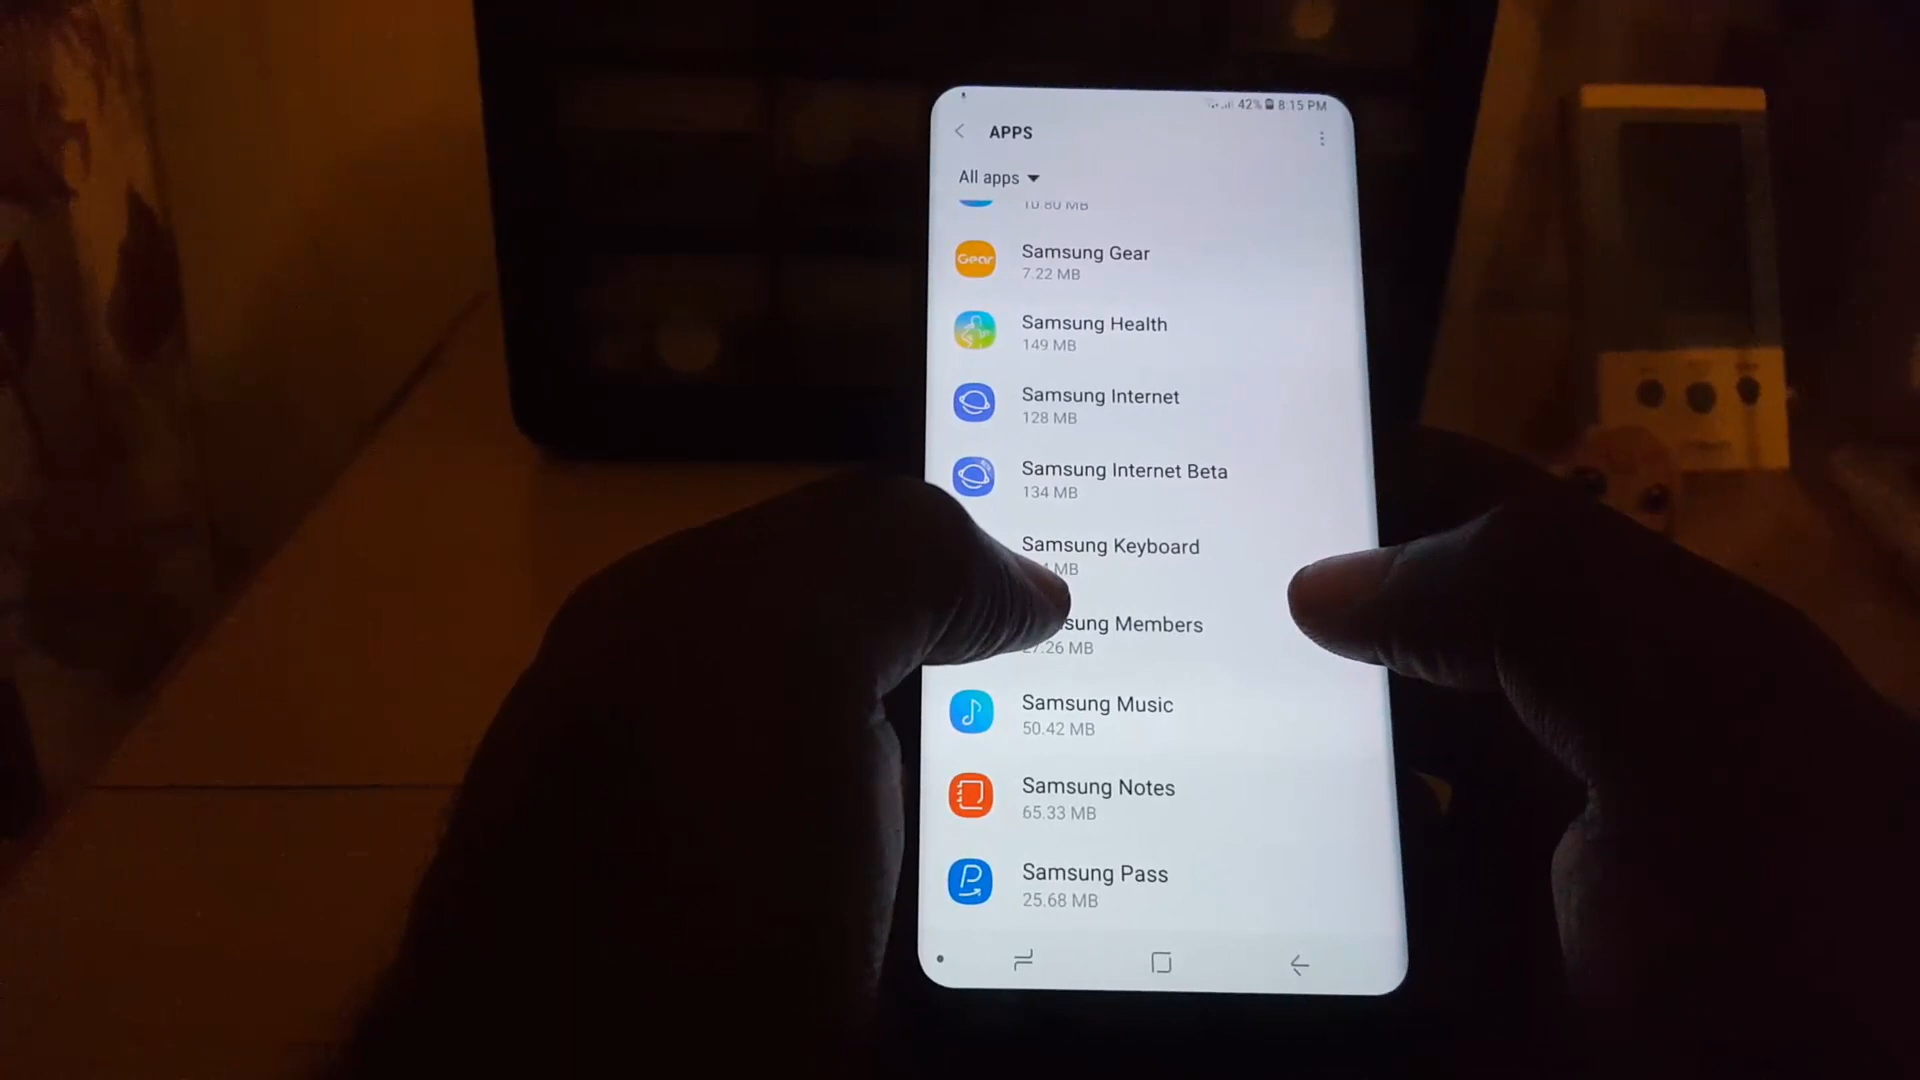 42% 8:15 PM
APPS
All apps
10.80 MB
Samsung Gear
Gear
7.22 MB
Samsung Health
149 MB
Samsung Internet
128 MB
Samsung Internet Beta
134 MB
Samsung Keyboard
MB
sung Members
27.26 MB
Samsung Music
50.42 MB
Samsung Notes
65.33 MB
Samsung Pass
25.68 MB